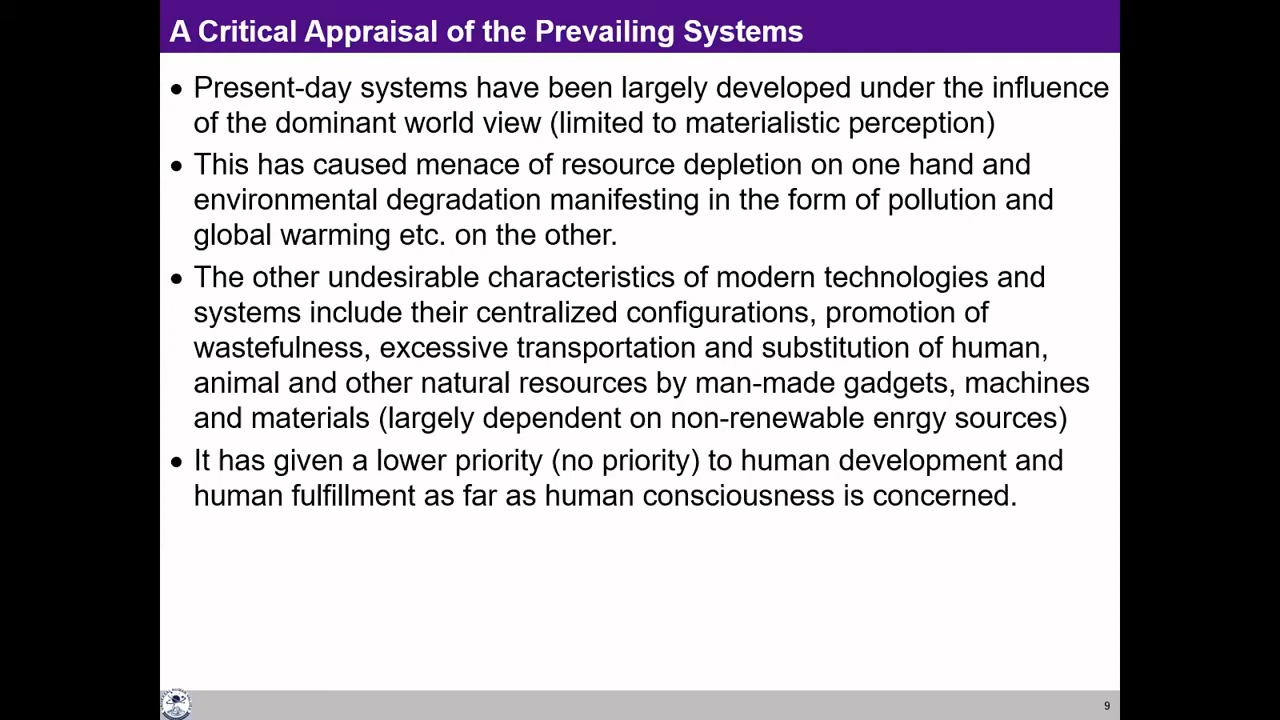 A Critical Appraisal of the Prevailing Systems
• Present-day systems have been largely developed under the influence
of the dominant world view (limited to materialistic perception)
• This has caused menace of resource depletion on one hand and
environmental degradation manifesting in the form of pollution and
global warming etc. on the other.
• The other undesirable characteristics of modern technologies and
systems include their centralized configurations, promotion of
wastefulness, excessive transportation and substitution of human,
animal and other natural resources by man-made gadgets, machines
and materials (largely dependent on non-renewable enrgy sources)
• It has given a lower priority (no priority) to human development and
human fulfillment as far as human consciousness is concerned.
9